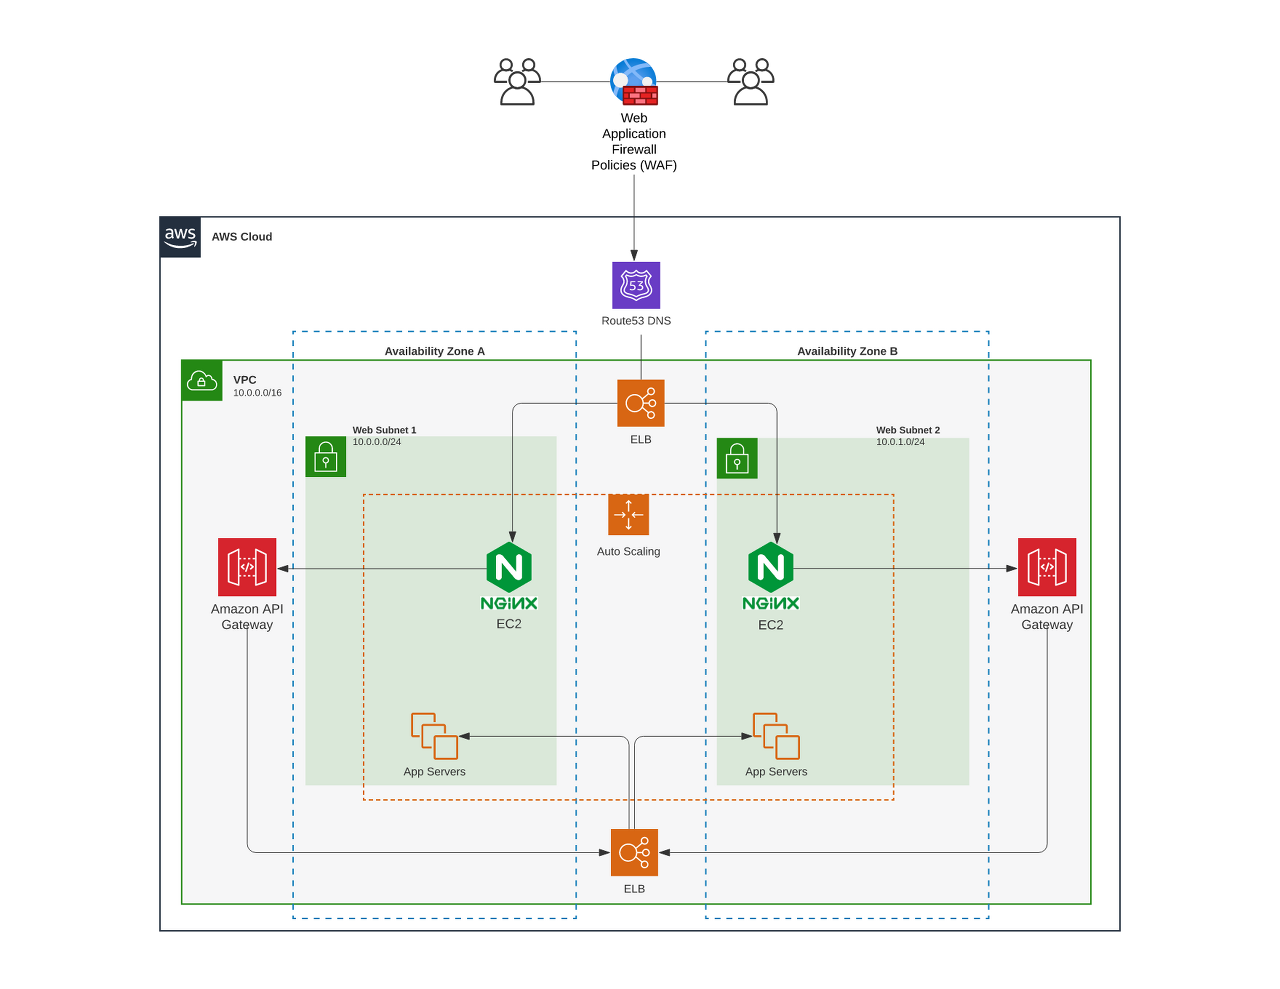 Web
Application
Firewall
Policies (WAF)
aws
AWS Cloud
53
Route53 DNS
Availability Zone A
Availability Zone B
VPC
10.0.0.0/16
ELB
Web Subnet 1
10.0.0.0/24
Web Subnet 2
10.0.1.0/24
Auto Scaling
</>
Amazon API
Gateway
N
NGINX
EC2
N
NGINX
EC2
</>
Amazon API
Gateway
App Servers
App Servers
ELB